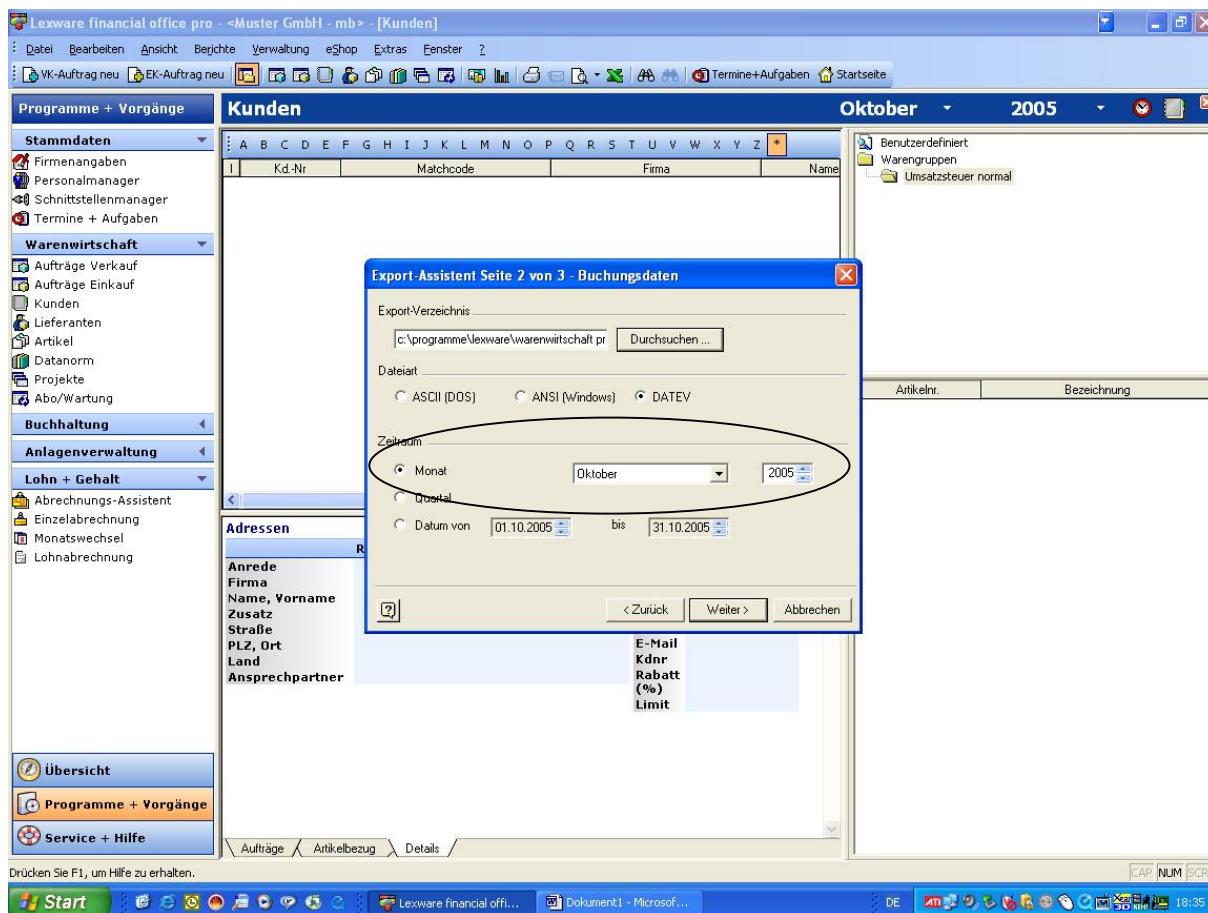 Lexware financial office pro - <Muster GmbH - mb> - [Kunden]
Datei Bearbeiten Ansicht Berichte Verwaltung eShop Extras Fenster ?
VK-Auftrag neu EK-Auftrag neu Termine+Aufgaben Startseite
Programme + Vorgänge
Kunden Oktober 2005
Stammdaten
Firmenangaben
Personalmanager
Schnittstellenmanager
Termine + Aufgaben
Warenwirtschaft
Aufträge Verkauf
Aufträge Einkauf
Kunden
Lieferanten
Artikel
Datanorm
Projekte
Abo/Wartung
Buchhaltung
Anlagenverwaltung
Lohn + Gehalt
Abrechnungs-Assistent
Einzelabrechnung
Monatswechsel
Lohnabrechnung
Übersicht
Programme + Vorgänge
Service + Hilfe
A B C D E F G H I J K L M N O P Q R S T U V W X Y Z *
I Kd.-Nr Matchcode Firma Name
Benutzerdefiniert
Warengruppen
Umsatzsteuer normal
Artikelnr. Bezeichnung
Export-Assistent Seite 2 von 3 - Buchungsdaten
Export-Verzeichnis
c:\programme\lexware\warenwirtschaft pr Durchsuchen ...
Dateiart
ASCII (DOS) ANSI (Windows) DATEV
Zeitraum
Monat Oktober 2005
Quartal
Datum von 01.10.2005 bis 31.10.2005
< Zurück Weiter > Abbrechen
Adressen
R
Anrede
Firma
Name, Vorname
Zusatz
Straße
PLZ, Ort
Land
Ansprechpartner
E-Mail
Kdnr
Rabatt
(%)
Limit
Aufträge Artikelbezug Details
Drücken Sie F1, um Hilfe zu erhalten. CAP NUM SCR
Start Lexware financial offi... Dokument1 - Microsof... DE 18:35